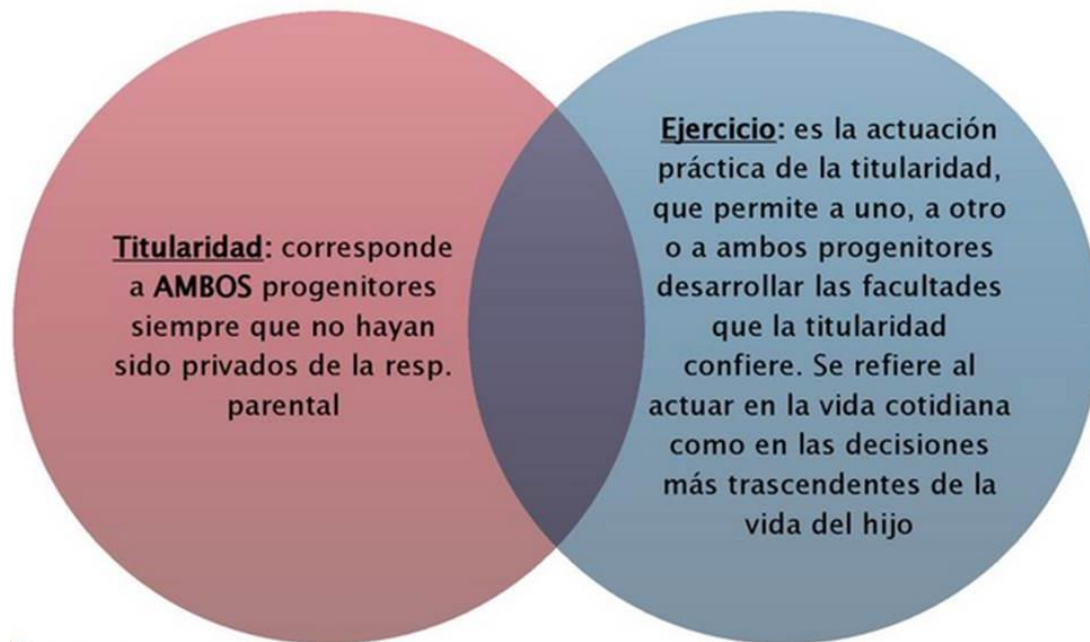 Titularidad: corresponde
a AMBOS progenitores
siempre que no hayan
sido privados de la resp.
parental
Ejercicio: es la actuación
práctica de la titularidad,
que permite a uno, a otro
o a ambos progenitores
desarrollar las facultades
que la titularidad
confiere. Se refiere al
actuar en la vida cotidiana
como en las decisiones
más trascendentes de la
vida del hijo